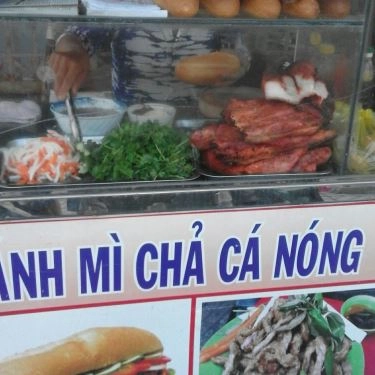 ÁNH MÌ CHẢ CÁ NÓNG